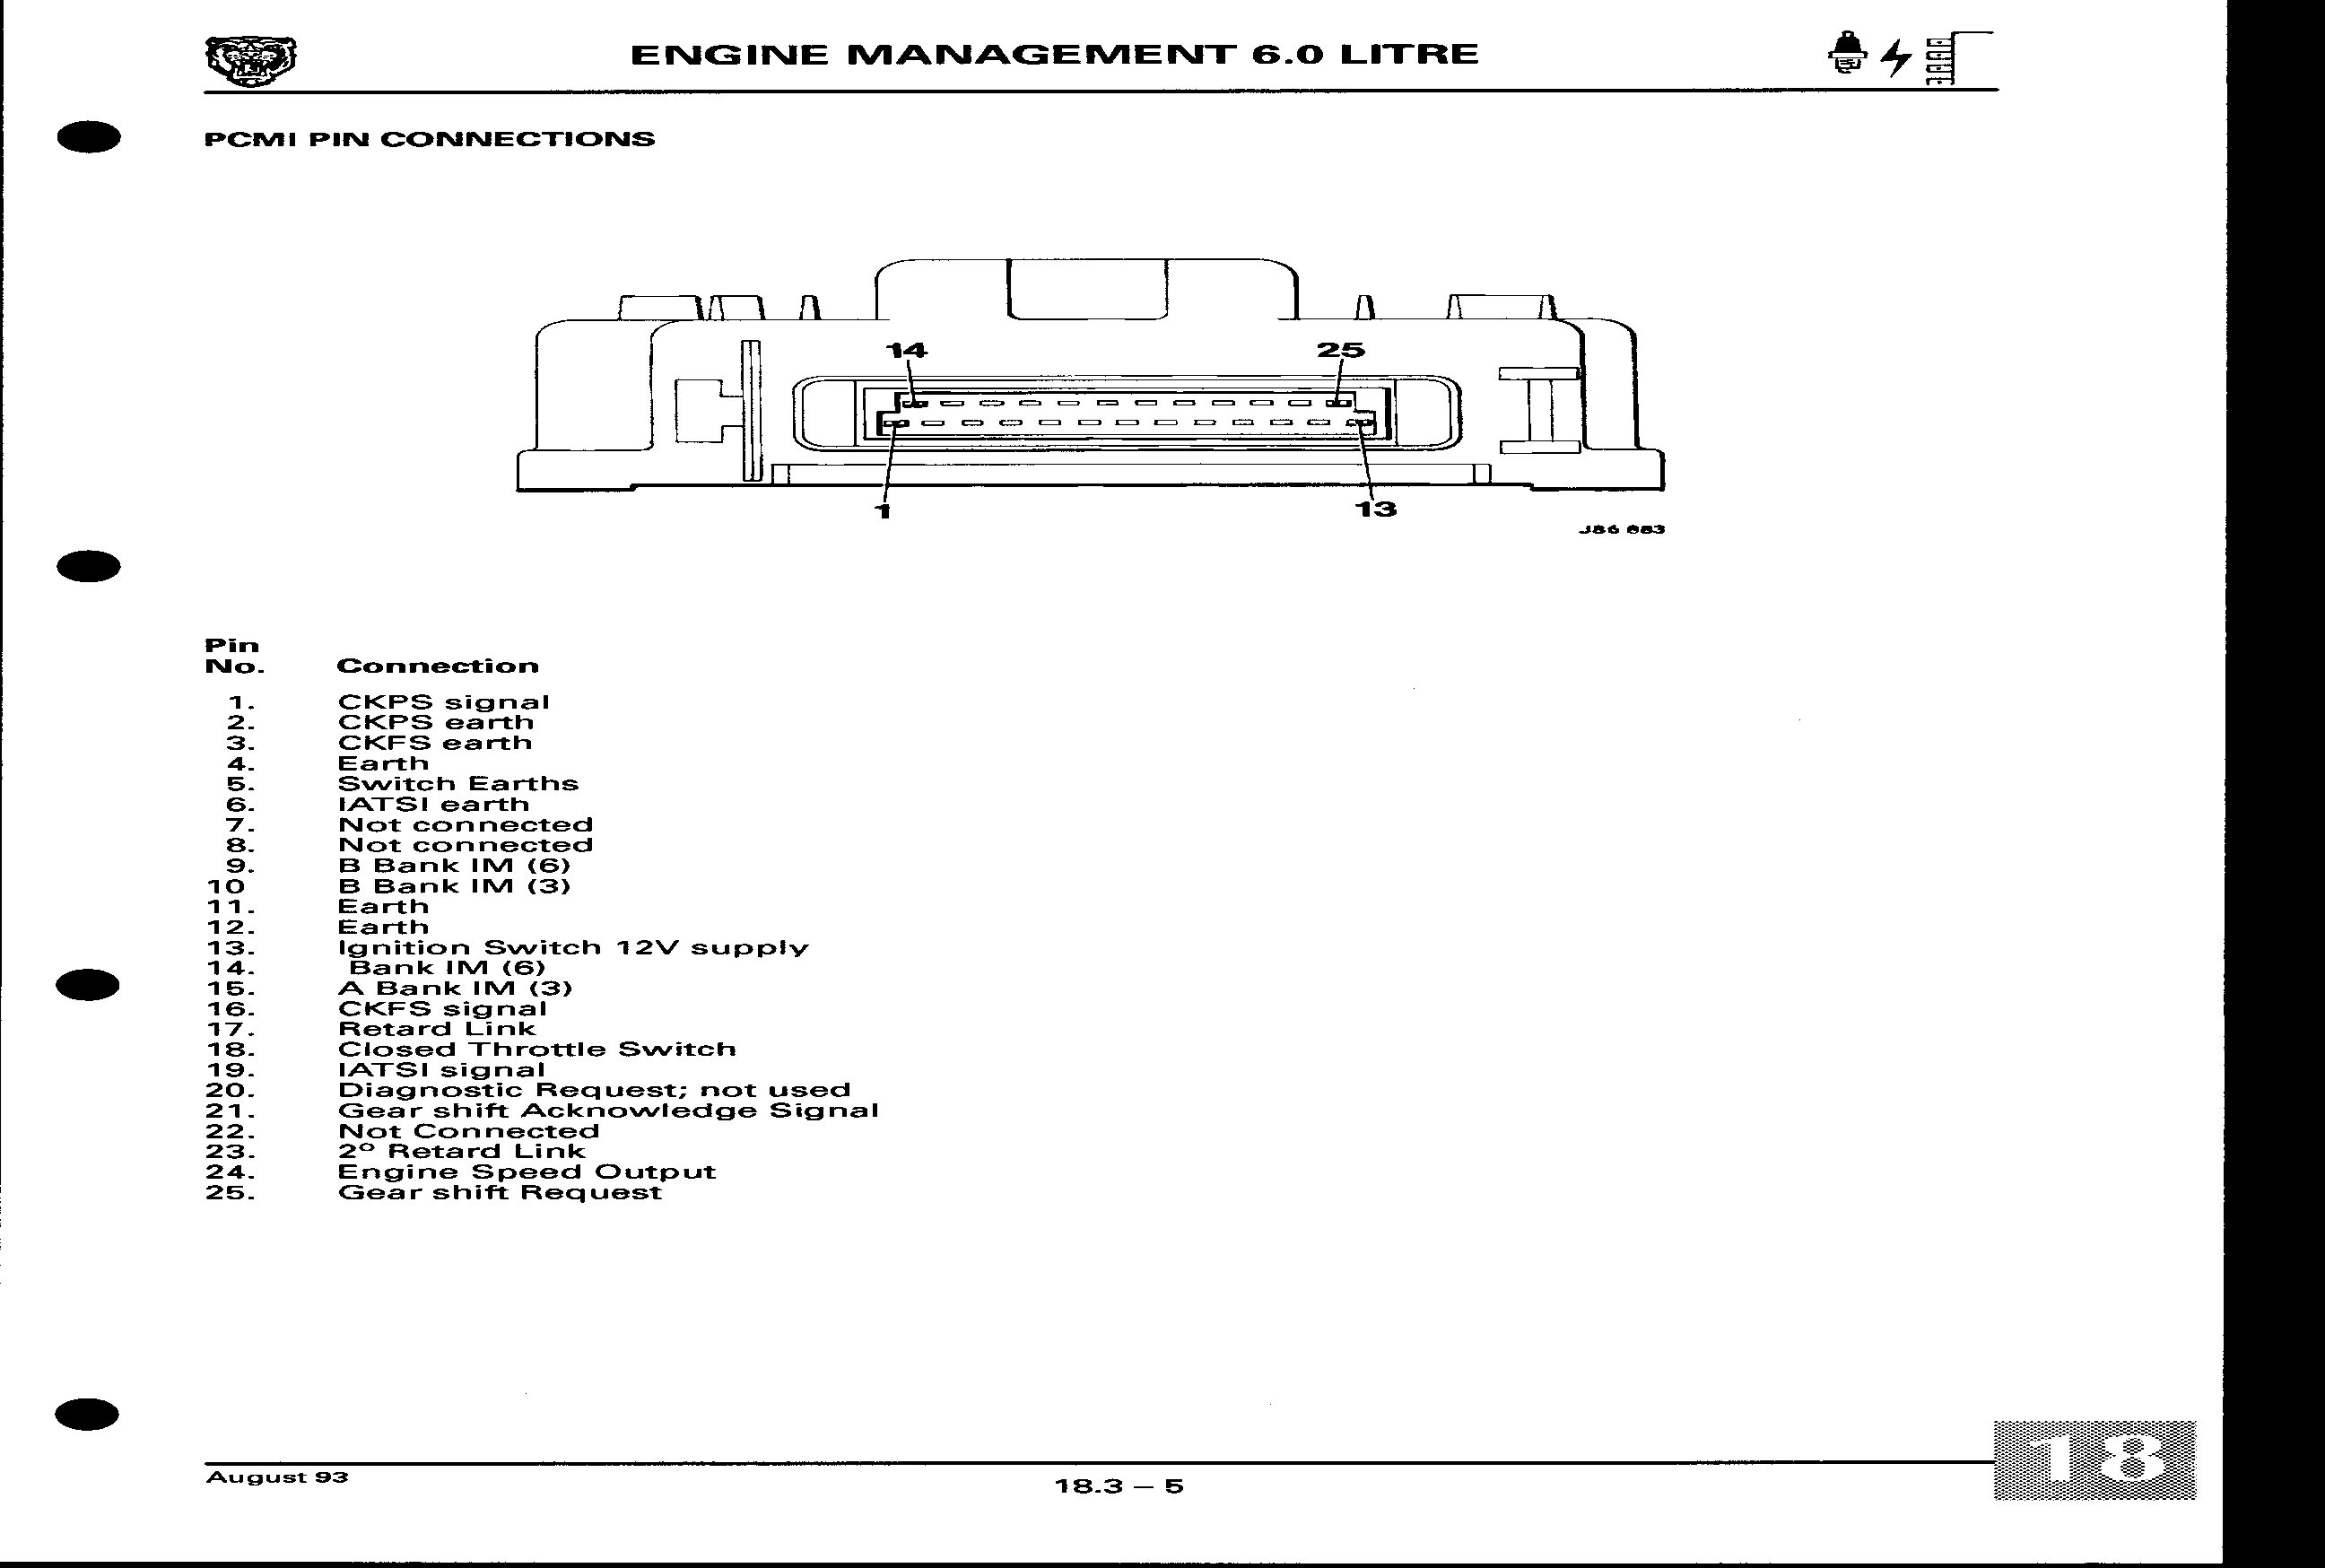 ENGINE MANAGEMENT 6.0 LITRE
PCMI PIN CONNECTIONS
14 25
1 13
J86 683
Pin
No. Connection
1. CKPS signal
2. CKPS earth
3. CKFS earth
4. Earth
5. Switch Earths
6. IATSI earth
7. Not connected
8. Not connected
9. B Bank IM (6)
10 B Bank IM (3)
11. Earth
12. Earth
13. Ignition Switch 12V supply
14. Bank IM (6)
15. A Bank IM (3)
16. CKFS signal
17. Retard Link
18. Closed Throttle Switch
19. IATSI signal
20. Diagnostic Request; not used
21. Gear shift Acknowledge Signal
22. Not Connected
23. 2° Retard Link
24. Engine Speed Output
25. Gear shift Request
18
August 93
18.3 – 5